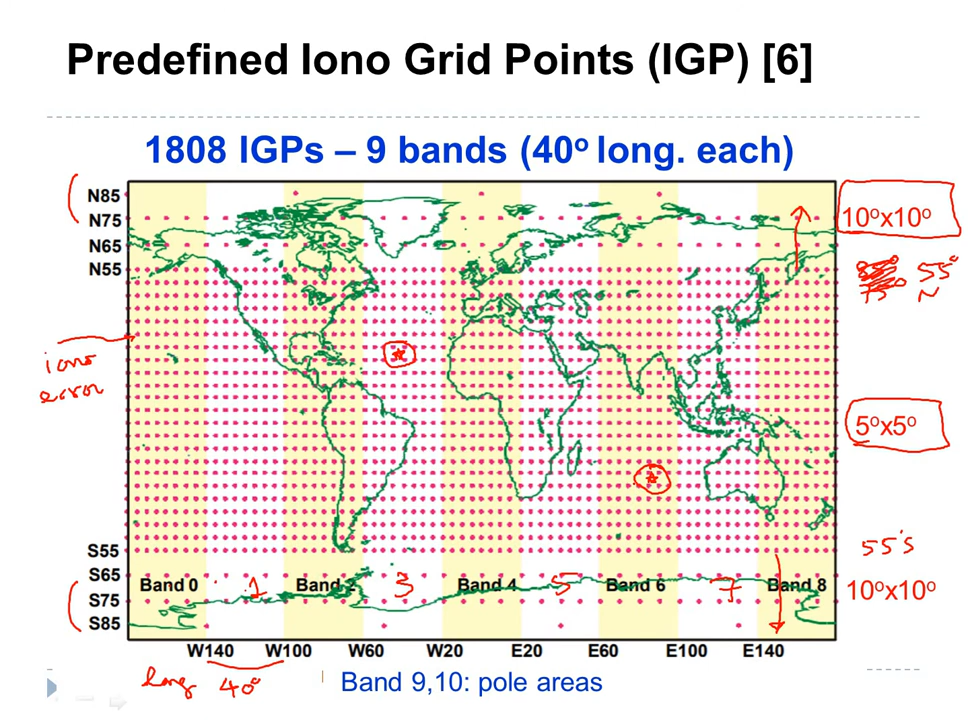 Predefined Iono Grid Points (IGP) [6]
1808 IGPs – 9 bands (40° long. each)
N85
N75
N65
N55
10°x10°
55°
N
iono
error
5°x5°
55°S
S55
S65
S75
S85
Band 0 1 Band 2 3 Band 4 5 Band 6 7 Band 8
10°x10°
W140 W100 W60 W20 E20 E60 E100 E140
long 40°
Band 9,10: pole areas